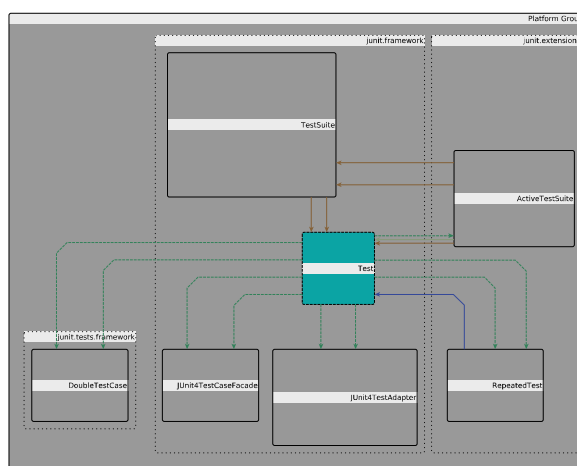 Platform Grou
junit.framework
junit.extension
TestSuite
ActiveTestSuite
Test
junit.tests.framework
DoubleTestCase
JUnit4TestCaseFacade
JUnit4TestAdapter
RepeatedTest